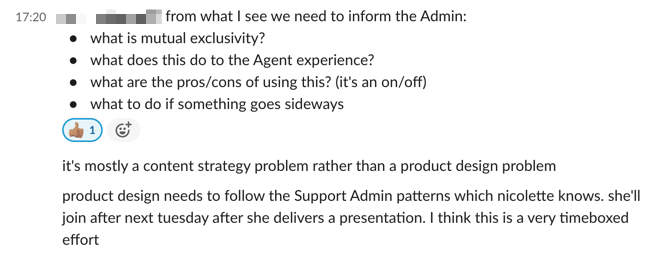 17:20 from what I see we need to inform the Admin:
• what is mutual exclusivity?
• what does this do to the Agent experience?
• what are the pros/cons of using this? (it's an on/off)
• what to do if something goes sideways
1
it's mostly a content strategy problem rather than a product design problem
product design needs to follow the Support Admin patterns which nicolette knows. she'll
join after next tuesday after she delivers a presentation. I think this is a very timeboxed
effort